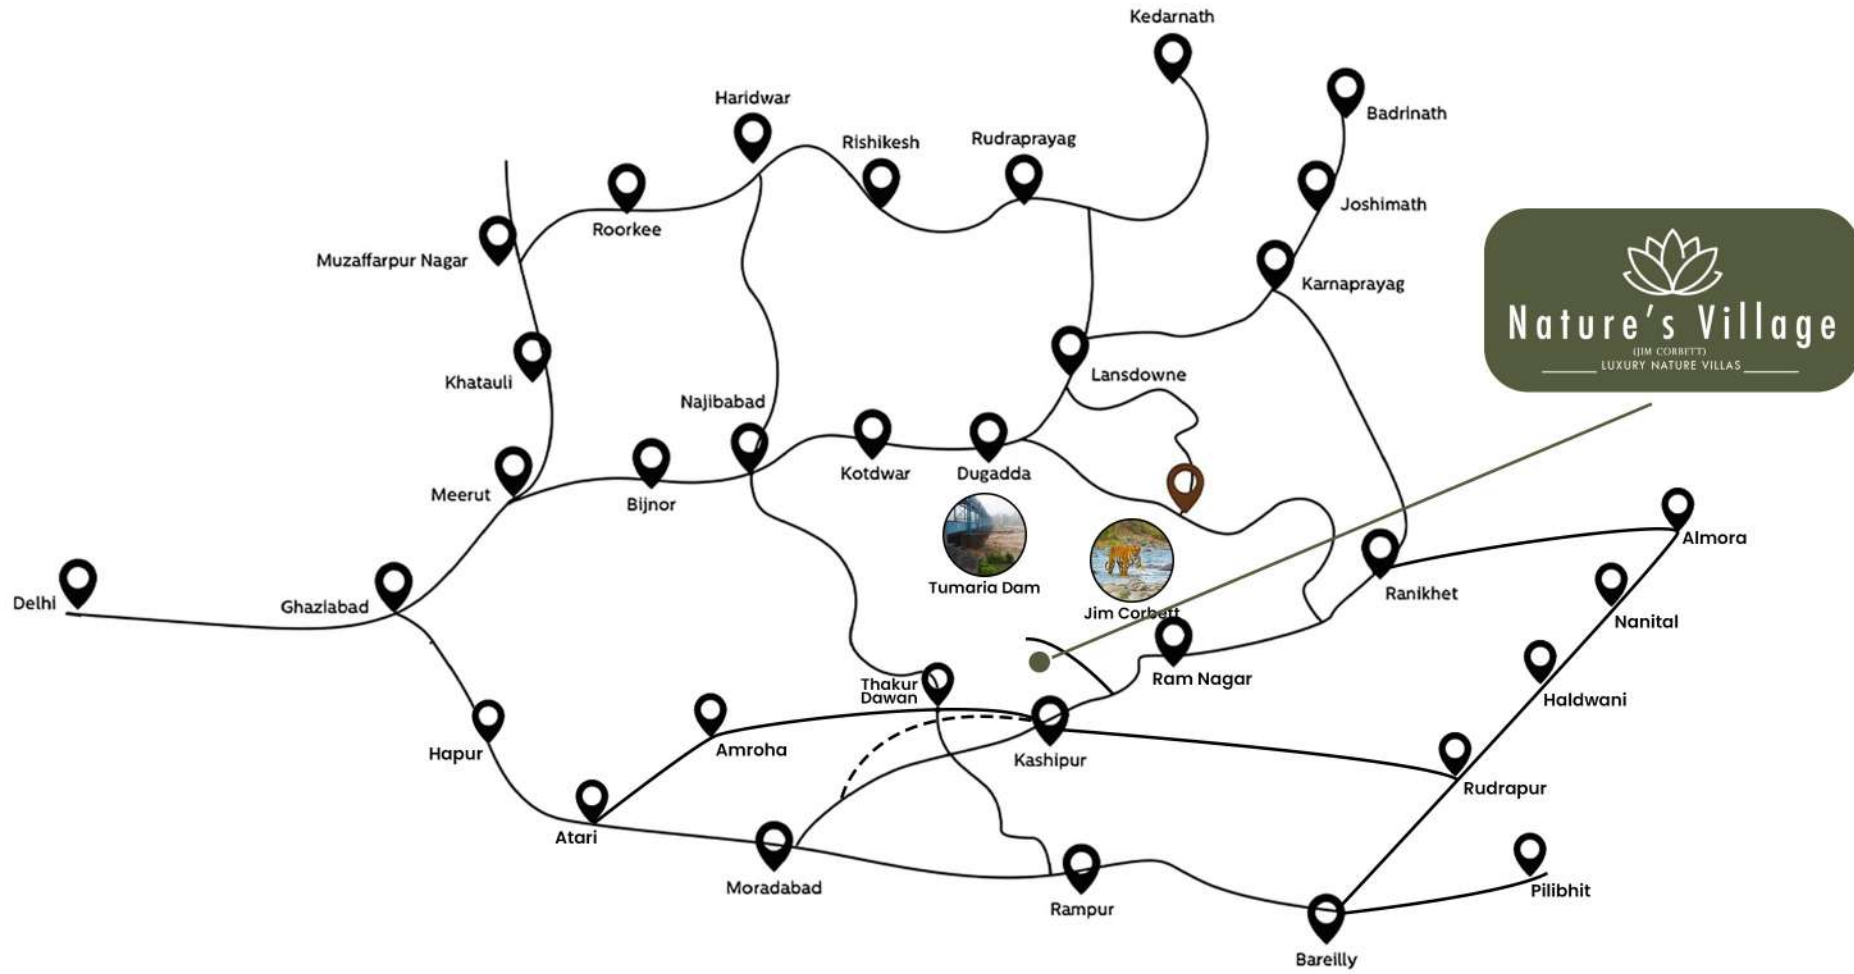 Kedarnath
Badrinath
Haridwar
Rishikesh
Rudraprayag
Joshimath
Roorkee
Muzaffarpur Nagar
Karnaprayag
Nature's Village
(JIM CORBETT)
LUXURY NATURE VILLAS
Khatauli
Lansdowne
Najibabad
Meerut
Bijnor
Kotdwar
Dugadda
Almora
Tumaria Dam
Jim Corbett
Ranikhet
Delhi
Ghaziabad
Nanital
Thakur
Dawan
Ram Nagar
Haldwani
Hapur
Amroha
Kashipur
Rudrapur
Atari
Moradabad
Rampur
Pilibhit
Bareilly